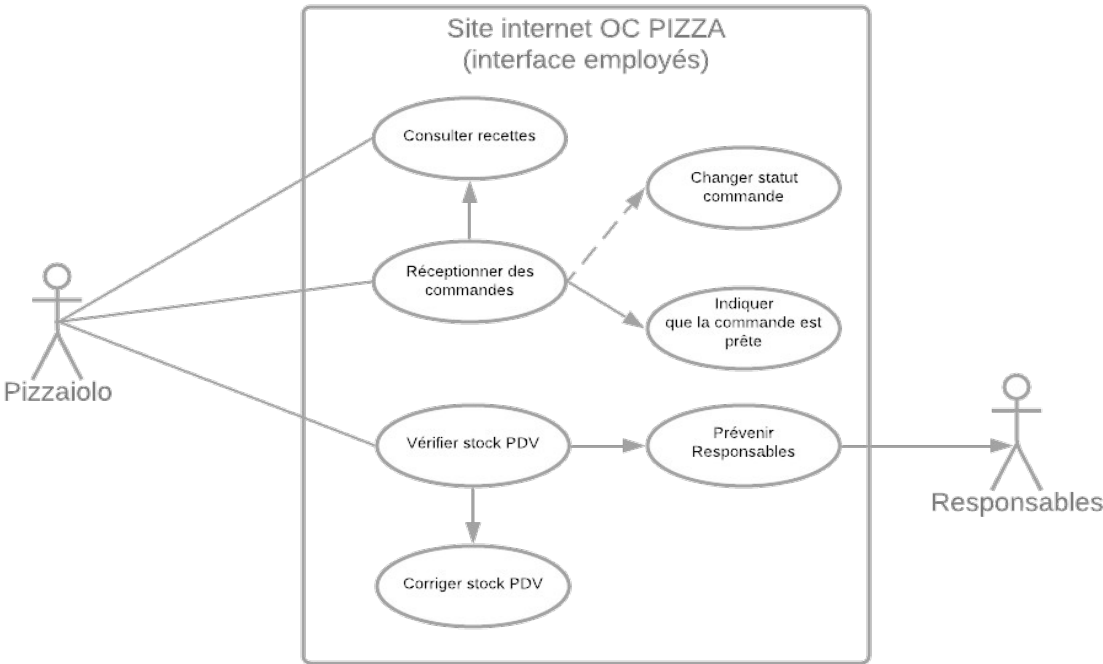 Site internet OC PIZZA
(interface employés)
Consulter recettes
Changer statut
commande
Réceptionner des
commandes
Indiquer
que la commande est
prête
Pizzaiolo
Vérifier stock PDV
Prévenir
Responsables
Responsables
Corriger stock PDV